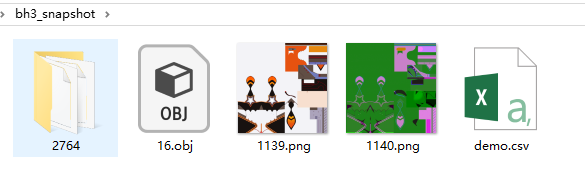 bh3_snapshot
OBJ
X
a,
2764
16.obj
1139.png
1140.png
demo.csv